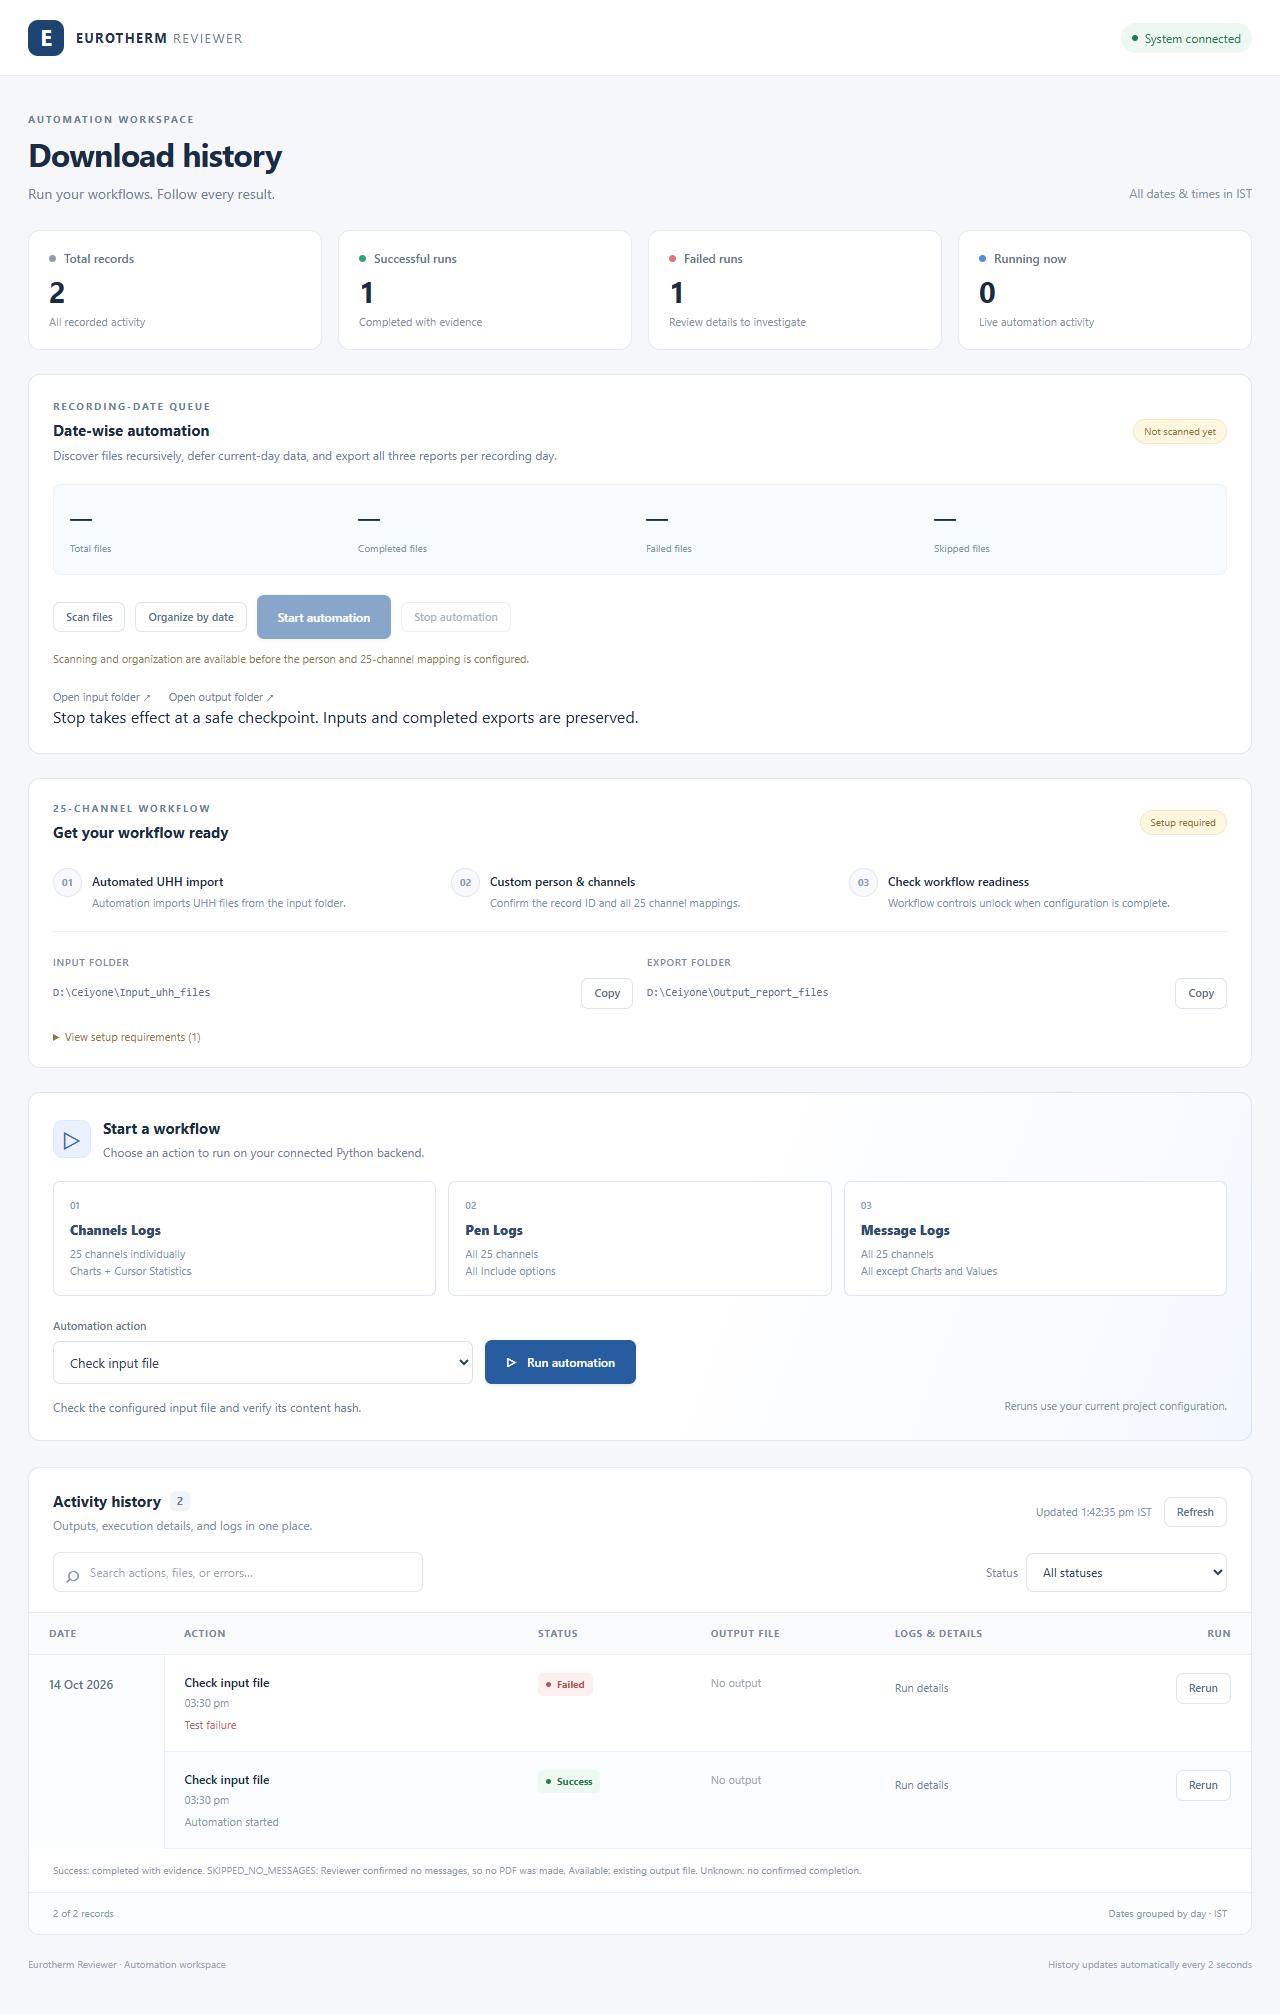 E
EUROTHERM REVIEWER
System connected
AUTOMATION WORKSPACE
Download history
Run your workflows. Follow every result.
All dates & times in IST
Total records
2
All recorded activity
Successful runs
1
Completed with evidence
Failed runs
1
Review details to investigate
Running now
0
Live automation activity
RECORDING-DATE QUEUE
Date-wise automation
Discover files recursively, defer current-day data, and export all three reports per recording day.
Not scanned yet
—
Total files
—
Completed files
—
Failed files
—
Skipped files
Scan files
Organize by date
Start automation
Stop automation
Scanning and organization are available before the person and 25-channel mapping is configured.
Open input folder ↗
Open output folder ↗
Stop takes effect at a safe checkpoint. Inputs and completed exports are preserved.
25-CHANNEL WORKFLOW
Get your workflow ready
Setup required
01
Automated UHH import
Automation imports UHH files from the input folder.
02
Custom person & channels
Confirm the record ID and all 25 channel mappings.
03
Check workflow readiness
Workflow controls unlock when configuration is complete.
INPUT FOLDER
D:\Ceiyone\Input_uhh_files
Copy
EXPORT FOLDER
D:\Ceiyone\Output_report_files
Copy
View setup requirements (1)
Start a workflow
Choose an action to run on your connected Python backend.
01
Channels Logs
25 channels individually
Charts + Cursor Statistics
02
Pen Logs
All 25 channels
All Include options
03
Message Logs
All 25 channels
All except Charts and Values
Automation action
Check input file
Run automation
Check the configured input file and verify its content hash.
Reruns use your current project configuration.
Activity history 2
Outputs, execution details, and logs in one place.
Updated 1:42:35 pm IST
Refresh
Search actions, files, or errors...
Status
All statuses
DATE ACTION STATUS OUTPUT FILE LOGS & DETAILS RUN
14 Oct 2026
Check input file
03:30 pm
Test failure
Failed
No output
Run details
Rerun
Check input file
03:30 pm
Automation started
Success
No output
Run details
Rerun
Success: completed with evidence. SKIPPED_NO_MESSAGES: Reviewer confirmed no messages, so no PDF was made. Available: existing output file. Unknown: no confirmed completion.
2 of 2 records
Dates grouped by day · IST
Eurotherm Reviewer · Automation workspace
History updates automatically every 2 seconds